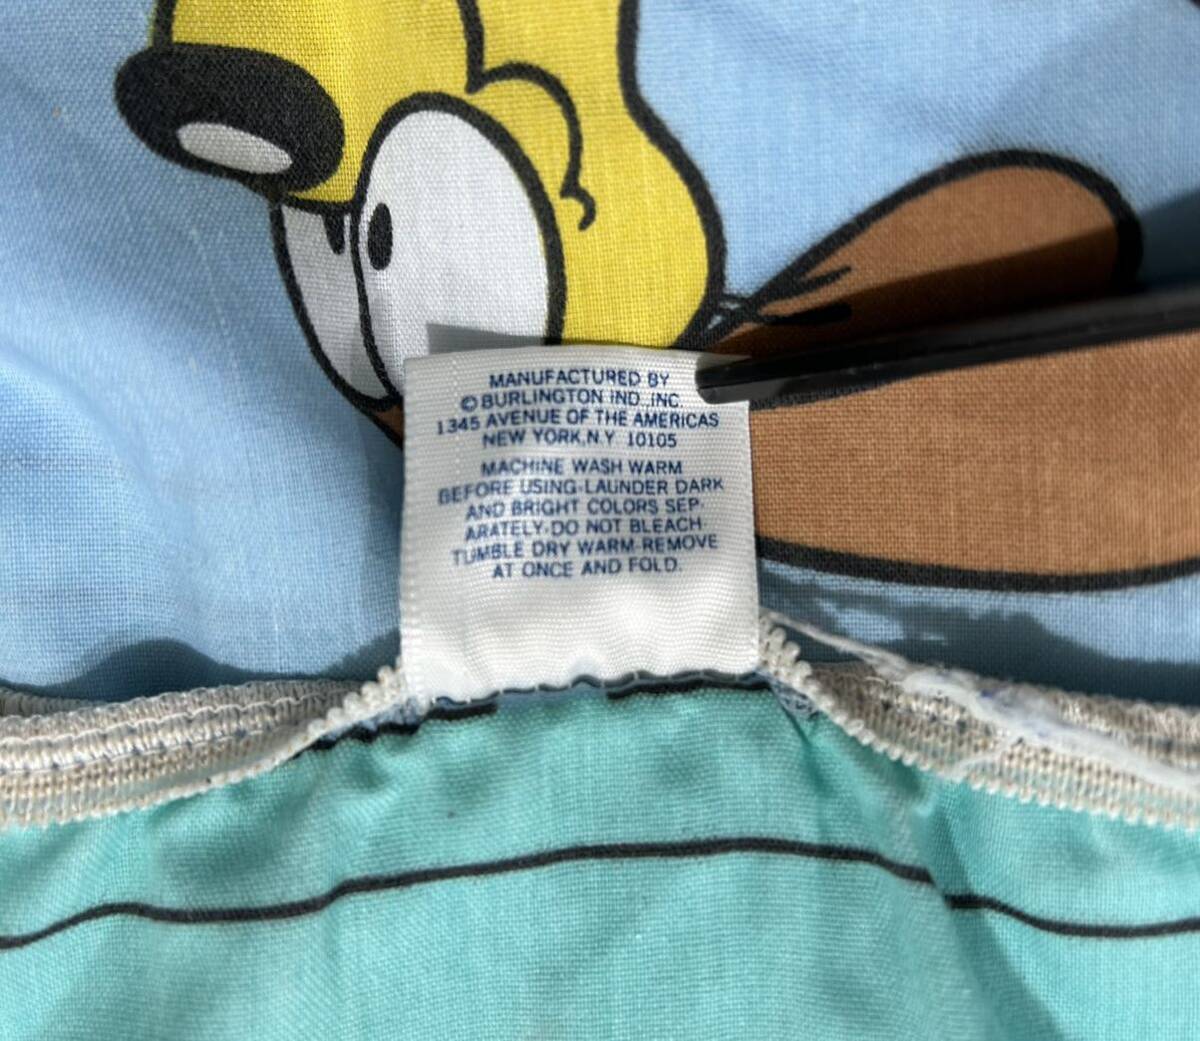 MANUFACTURED BY
© BURLINGTON IND., INC.
1345 AVENUE OF THE AMERICAS
NEW YORK, N.Y. 10105
MACHINE WASH WARM
BEFORE USING-LAUNDER DARK
AND BRIGHT COLORS SEP-
ARATELY-DO NOT BLEACH
TUMBLE DRY WARM-REMOVE
AT ONCE AND FOLD.